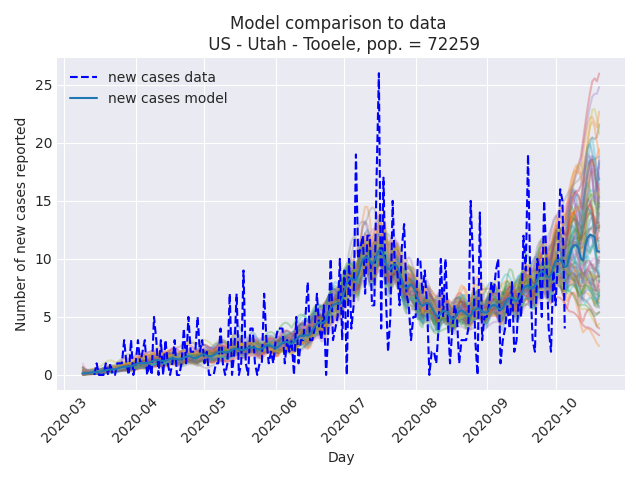 Model comparison to data
US - Utah - Tooele, pop. = 72259
new cases data
new cases model
Number of new cases reported
25
20
15
10
5
0
2020-03
2020-04
2020-05
2020-06
2020-07
2020-08
2020-09
2020-10
Day